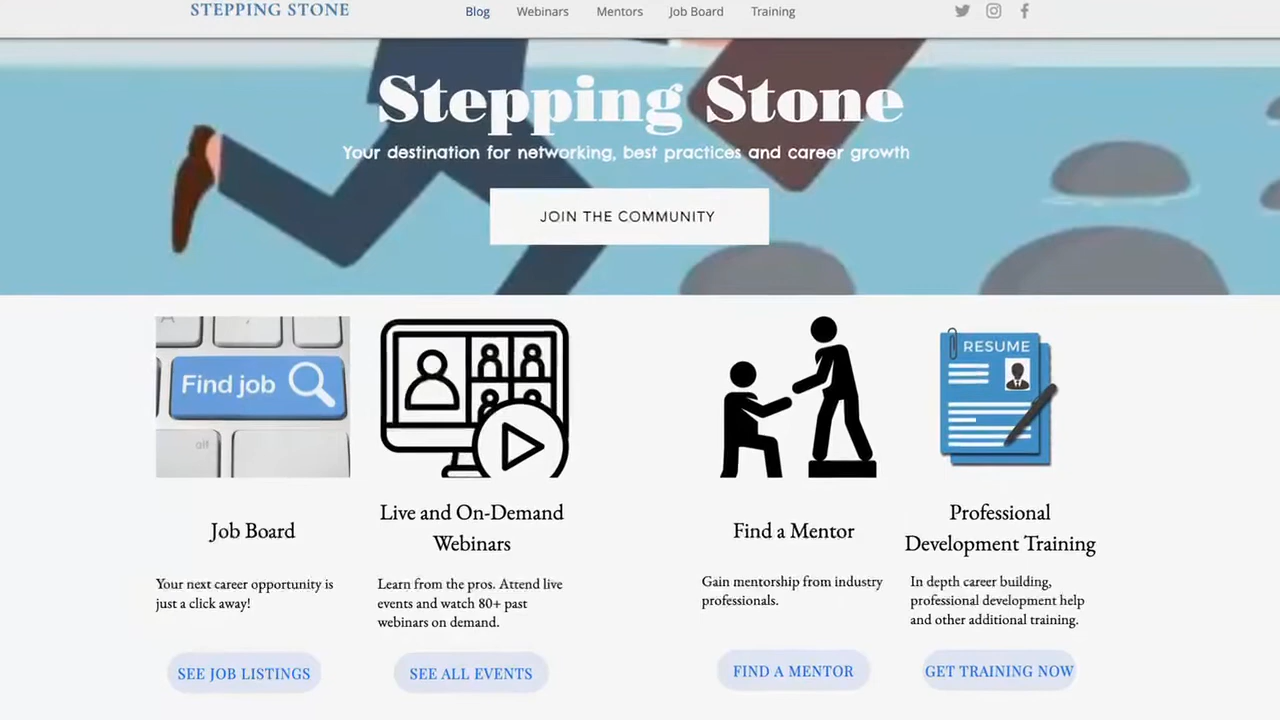 STEPPING STONE
Blog
Webinars
Mentors
Job Board
Training
Stepping Stone
Your destination for networking, best practices and career growth
JOIN THE COMMUNITY
Find job
alt
RESUME
Job Board
Your next career opportunity is
just a click away!
SEE JOB LISTINGS
Live and On-Demand
Webinars
Learn from the pros. Attend live
events and watch 80+ past
webinars on demand.
SEE ALL EVENTS
Find a Mentor
Gain mentorship from industry
professionals.
FIND A MENTOR
Professional
Development Training
In depth career building,
professional development help
and other additional training.
GET TRAINING NOW